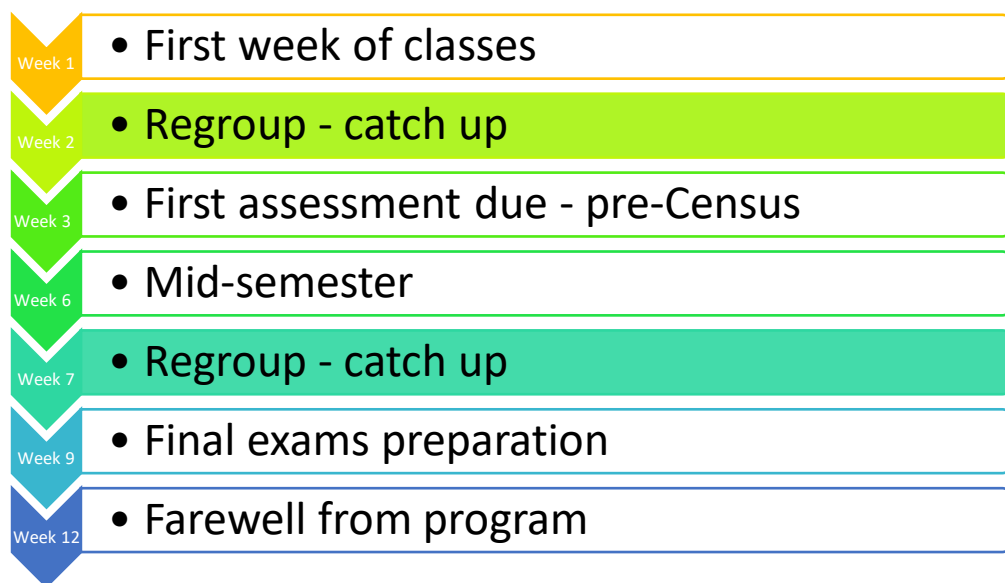 Week 1
• First week of classes
Week 2
• Regroup - catch up
Week 3
• First assessment due - pre-Census
Week 6
• Mid-semester
Week 7
• Regroup - catch up
Week 9
• Final exams preparation
Week 12
• Farewell from program